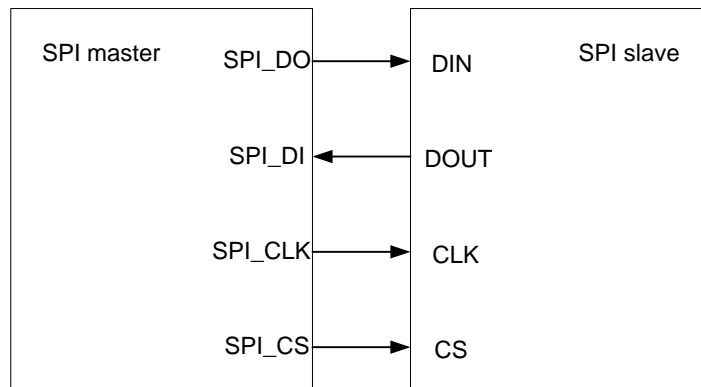 SPI master
SPI_DO
DIN
SPI slave
SPI_DI
DOUT
SPI_CLK
CLK
SPI_CS
CS